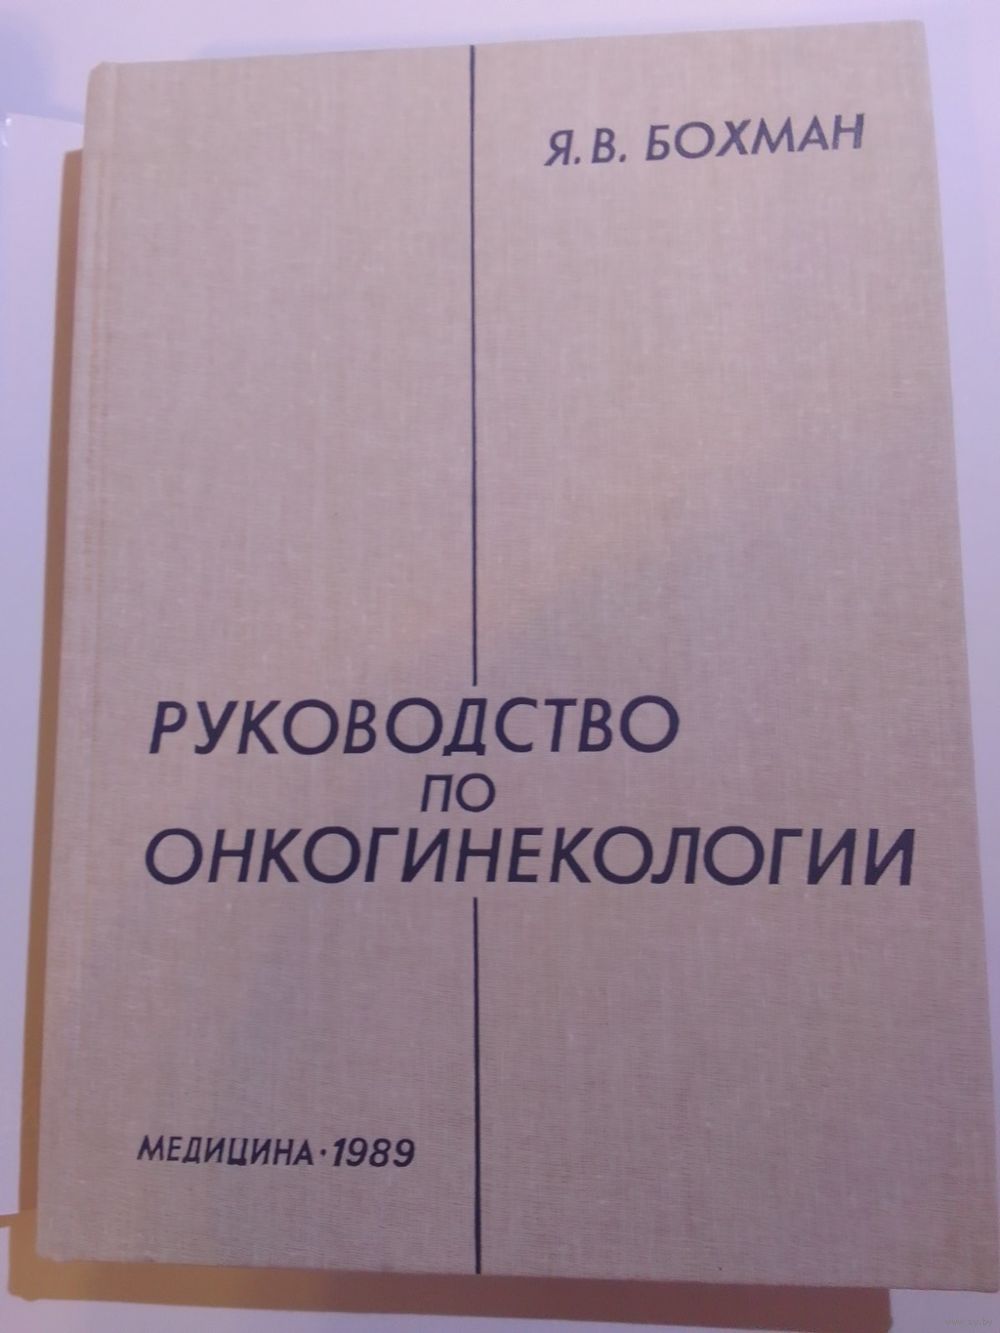 Я. В. БОХМАН
РУКОВОДСТВО
ПО
ОНКОГИНЕКОЛОГИИ
МЕДИЦИНА · 1989